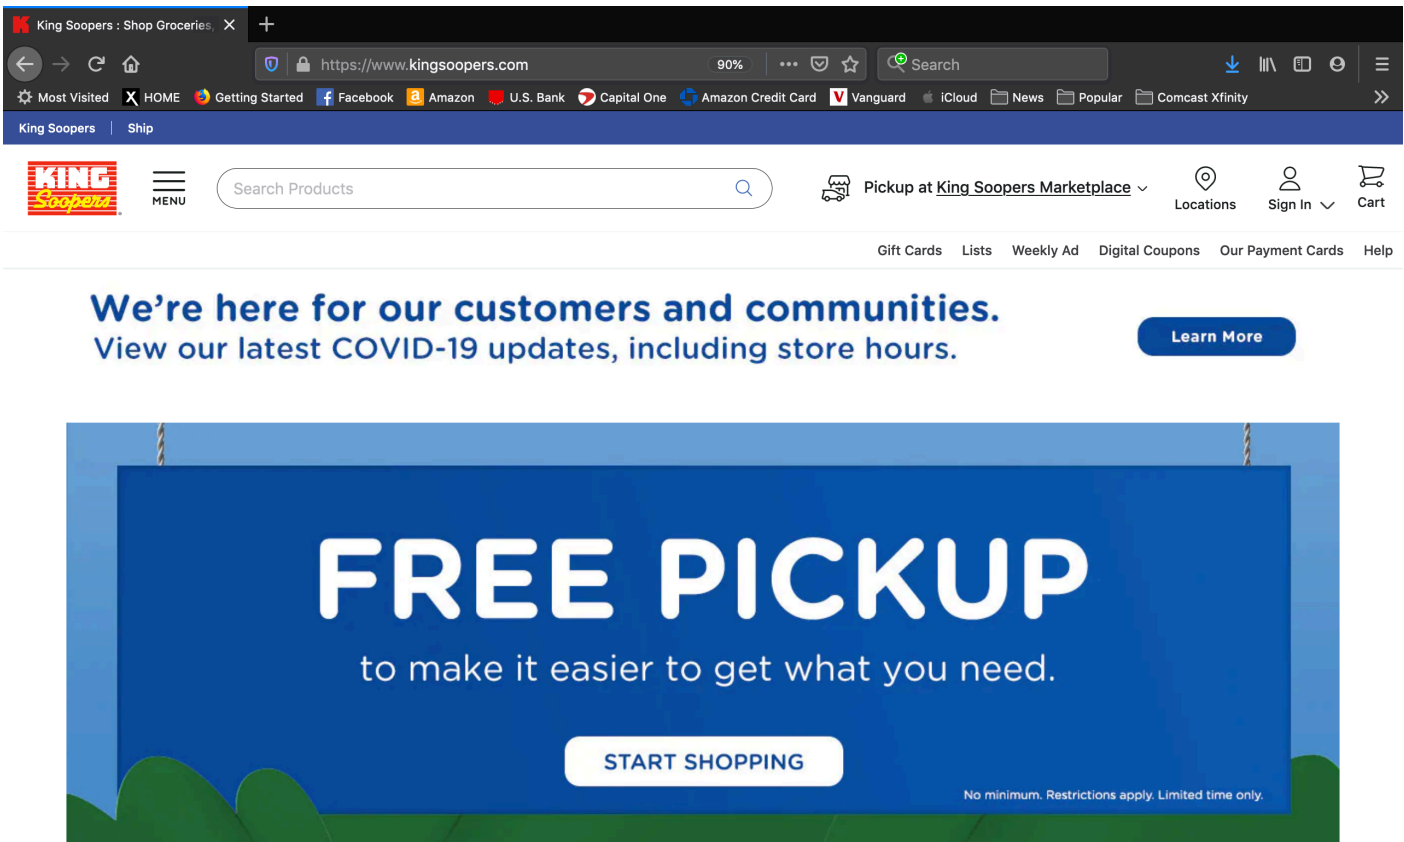 King Soopers : Shop Groceries,
https://www.kingsoopers.com 90% Search
Most Visited HOME Getting Started Facebook Amazon U.S. Bank Capital One Amazon Credit Card Vanguard iCloud News Popular Comcast Xfinity
King Soopers Ship
KING
Soopers
MENU
Search Products
Pickup at King Soopers Marketplace
Locations
Sign In
Cart
Gift Cards Lists Weekly Ad Digital Coupons Our Payment Cards Help
We're here for our customers and communities.
View our latest COVID-19 updates, including store hours.
Learn More
FREE PICKUP
to make it easier to get what you need.
START SHOPPING
No minimum. Restrictions apply. Limited time only.